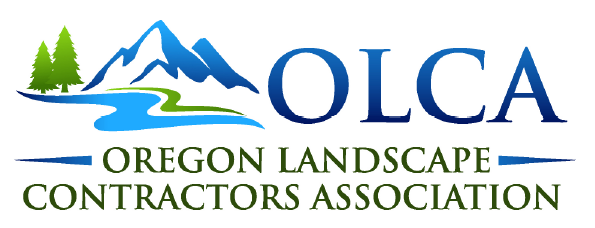 OLCA
OREGON LANDSCAPE
CONTRACTORS ASSOCIATION